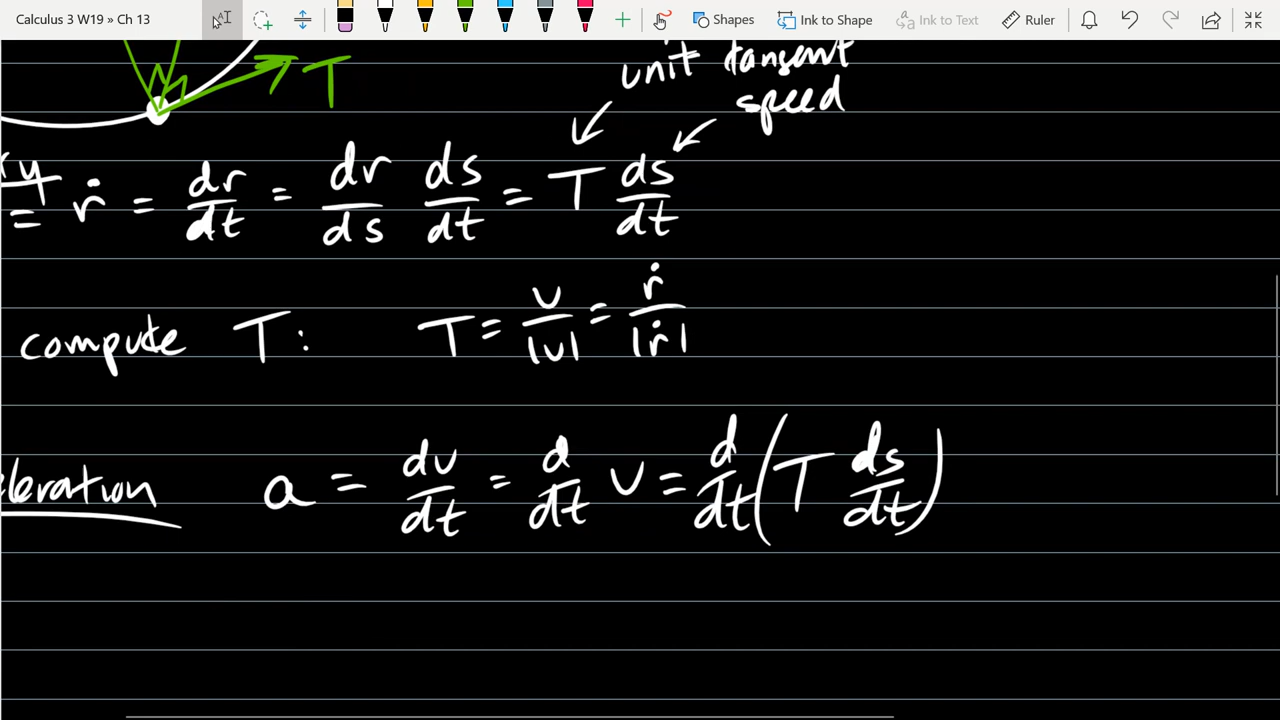 Calculus 3 W19 » Ch 13
Shapes
Ink to Shape
Ink to Text
Ruler
T
unit tangent
speed
ṙ = dr/dt = dr/ds ds/dt = T ds/dt
compute T: T = v/|v| = ṙ/|ṙ|
eleration a = dv/dt = d/dt v = d/dt (T ds/dt)